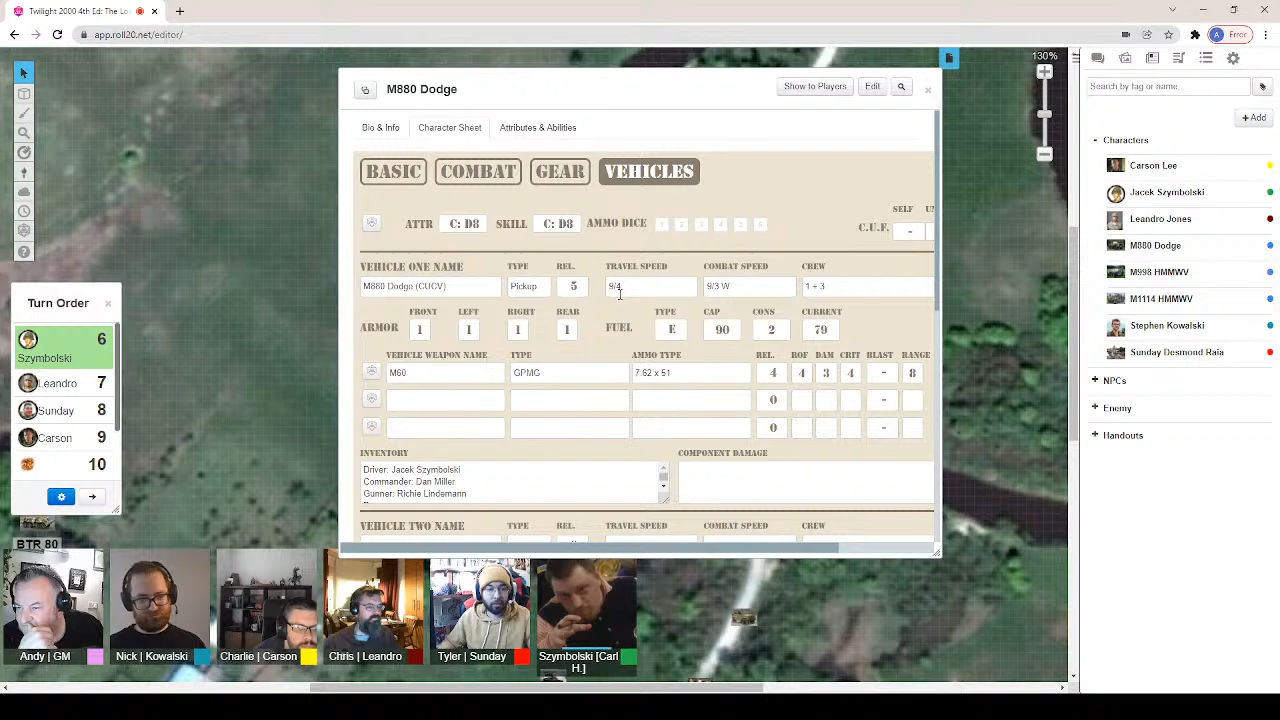 Twilight 2000 4th Ed: The Lo
app.roll20.net/editor/
A Error
130%
M880 Dodge
Show to Players Edit
Bio & Info Character Sheet Attributes & Abilities
BASIC COMBAT GEAR VEHICLES
ATTR C: D8 SKILL C: D8 AMMO DICE 1 2 3 4 5 6
SELF
C.U.F. -
VEHICLE ONE NAME TYPE REL. TRAVEL SPEED COMBAT SPEED CREW
M880 Dodge (CUCV) Pickup 5 9/4 9/3 W 1 + 3
FRONT LEFT RIGHT REAR TYPE CAP CONS CURRENT
ARMOR 1 1 1 1 FUEL E 90 2 79
VEHICLE WEAPON NAME TYPE AMMO TYPE REL. ROF DAM CRIT BLAST RANGE
M60 GPMG 7.62 x 51 4 4 3 4 - 8
0 -
0 -
INVENTORY COMPONENT DAMAGE
Driver: Jacek Szymbolski
Commander: Dan Miller
Gunner: Richie Lindemann
VEHICLE TWO NAME TYPE REL. TRAVEL SPEED COMBAT SPEED CREW
Turn Order
6
Szymbolski
Leandro 7
Sunday 8
Carson 9
10
BTR 80
Andy | GM
Nick | Kowalski
Charlie | Carson
Chris | Leandro
Tyler | Sunday
Szymbolski [Carl
H.]
Search by tag or name...
+ Add
Characters
Carson Lee
Jacek Szymbolski
Leandro Jones
M880 Dodge
M998 HMMWV
M1114 HMMWV
Stephen Kowalski
Sunday Desmond Raia
NPCs
Enemy
Handouts